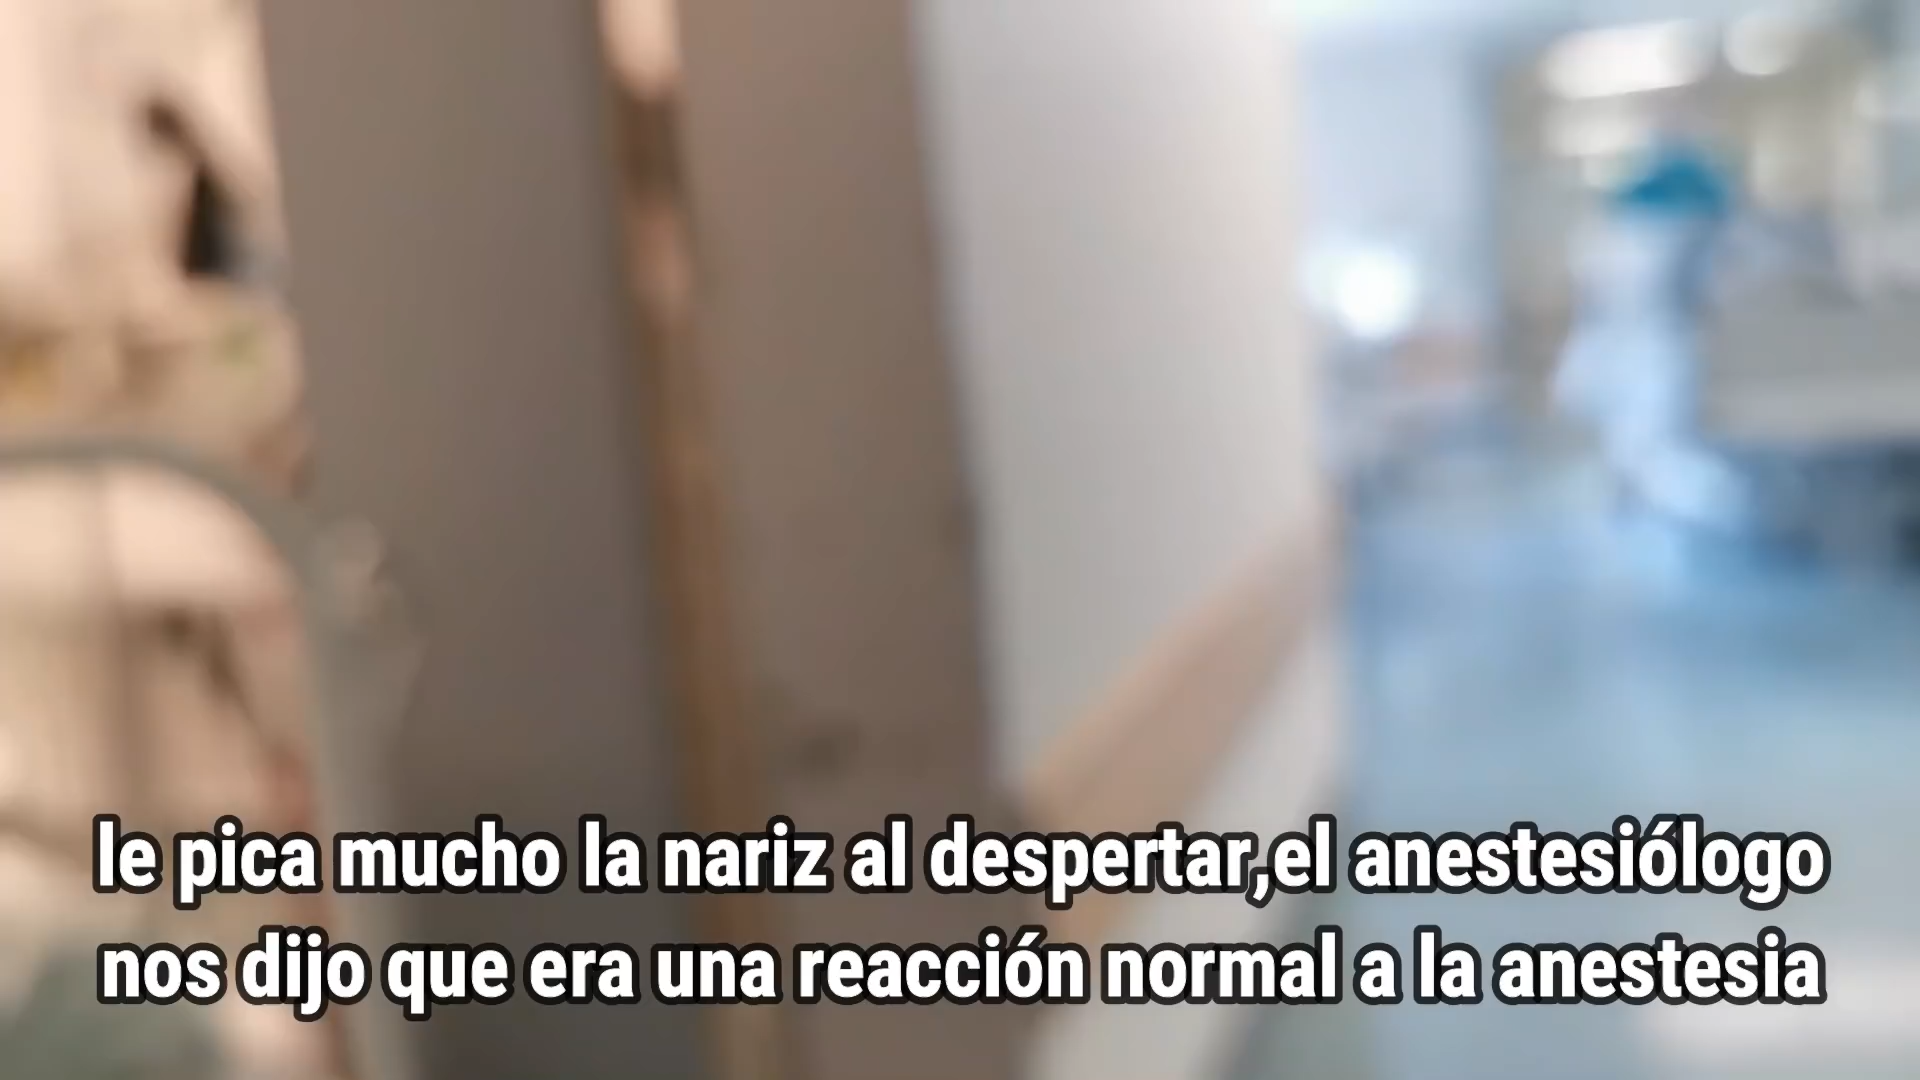 le pica mucho la nariz al despertar,el anestesiólogo
nos dijo que era una reacción normal a la anestesia